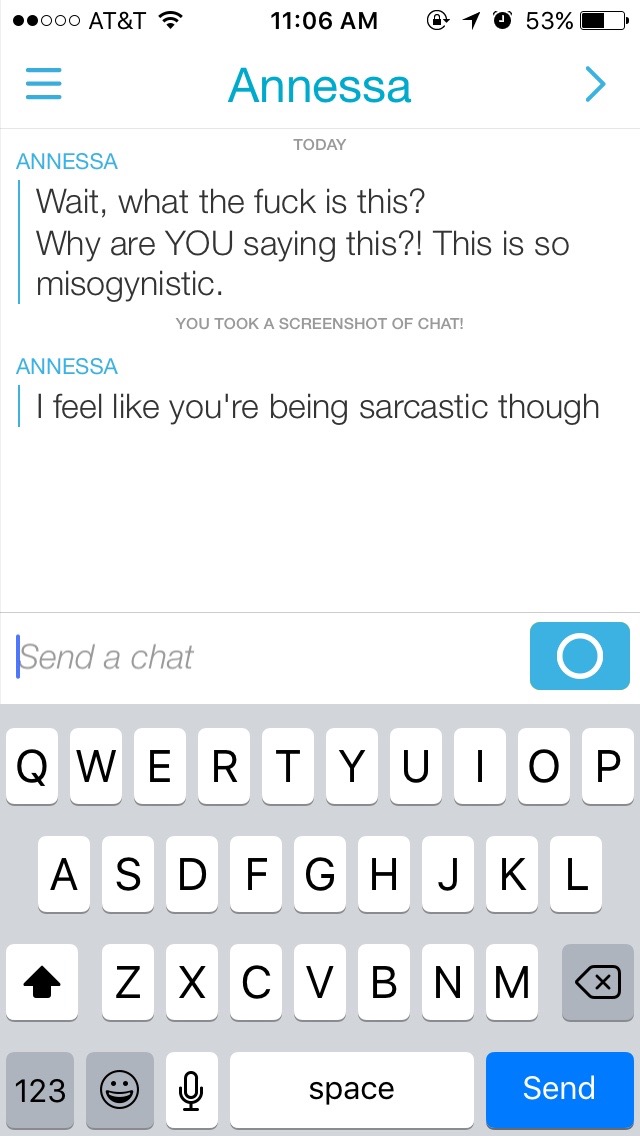 AT&T 11:06 AM 53%
Annessa
TODAY
ANNESSA
Wait, what the fuck is this?
Why are YOU saying this?! This is so
misogynistic.
YOU TOOK A SCREENSHOT OF CHAT!
ANNESSA
I feel like you're being sarcastic though
Send a chat
Q W E R T Y U I O P
A S D F G H J K L
Z X C V B N M
123 space Send